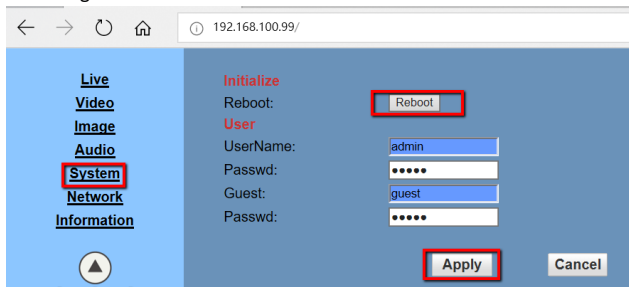 192.168.100.99/
Live
Video
Image
Audio
System
Network
Information
Initialize
Reboot: Reboot
User
UserName: admin
Passwd: •••••
Guest: guest
Passwd: •••••
Apply Cancel